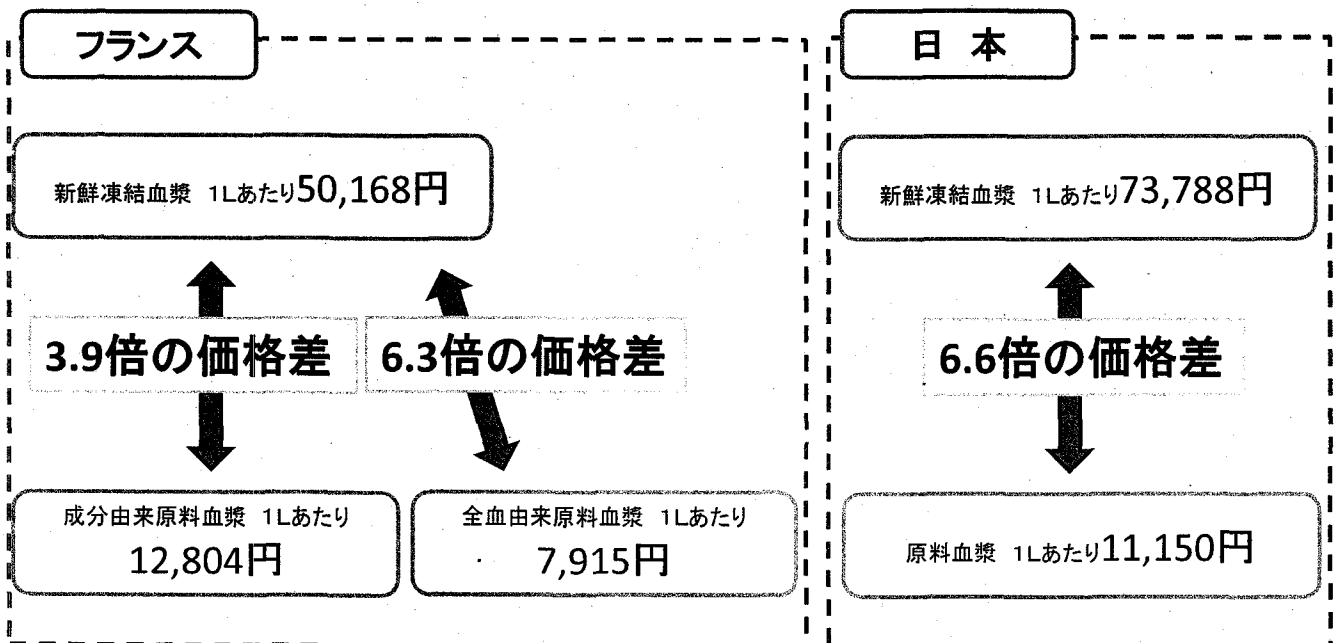 フランス
新鮮凍結血漿 1Lあたり50,168円
3.9倍の価格差
6.3倍の価格差
成分由来原料血漿 1Lあたり
12,804円
全血由来原料血漿 1Lあたり
7,915円
日 本
新鮮凍結血漿 1Lあたり73,788円
6.6倍の価格差
原料血漿 1Lあたり11,150円